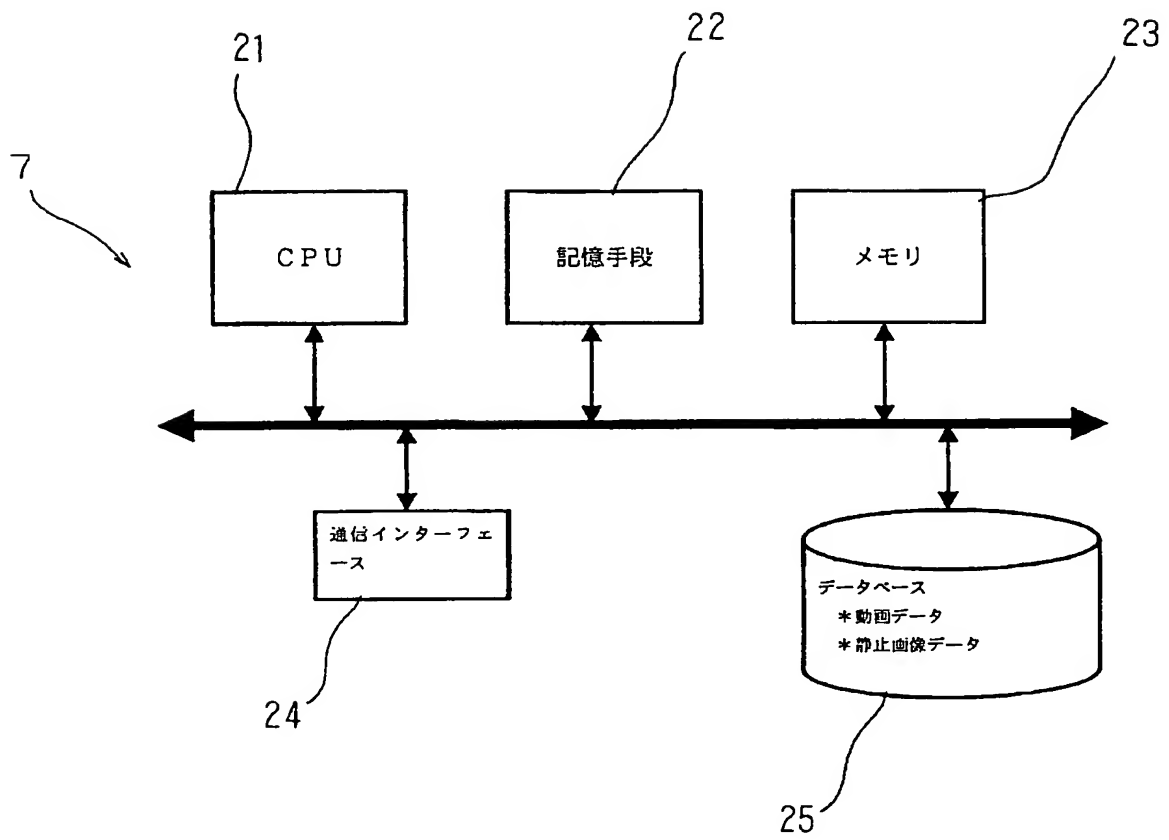 21
22
23
7
CPU
記憶手段
メモリ
通信インターフェ
ース
データベース
*動画データ
*静止画像データ
24
25